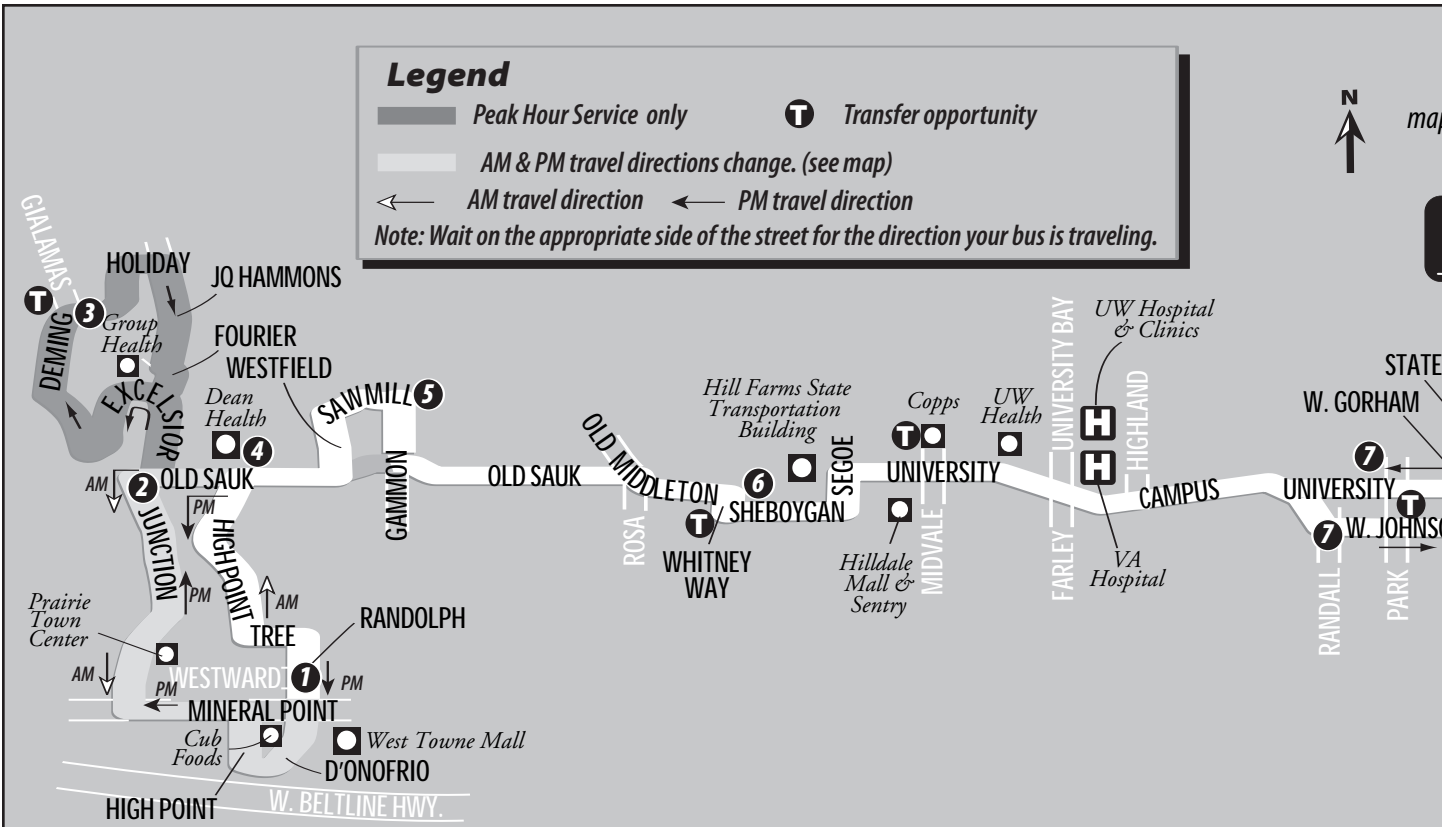 Legend
Peak Hour Service only
T Transfer opportunity
AM & PM travel directions change. (see map)
AM travel direction
PM travel direction
Note: Wait on the appropriate side of the street for the direction your bus is traveling.
N
GIALAMAS
HOLIDAY
JQ HAMMONS
T
3
DEMING
Group
Health
FOURIER
WESTFIELD
EXCELSIOR
Dean
Health
4
SAWMILL
5
AM
2
OLD SAUK
PM
JUNCTION
HIGH POINT
GAMMON
OLD SAUK
OLD MIDDLETON
ROSA
T
WHITNEY
WAY
6
SHEBOYGAN
Hill Farms State
Transportation
Building
SEGOE
Copps
T
UNIVERSITY
Hilldale
Mall &
Sentry
MIDVALE
UW
Health
FARLEY
UNIVERSITY BAY
UW Hospital
& Clinics
H
H
HIGHLAND
VA
Hospital
CAMPUS
STATE
W. GORHAM
7
UNIVERSITY
T
7
RANDALL
PARK
PM
AM
Prairie
Town
Center
TREE
RANDOLPH
AM
PM
WESTWARD
1
PM
MINERAL POINT
Cub
Foods
West Towne Mall
D'ONOFRIO
HIGH POINT
W. BELTLINE HWY.